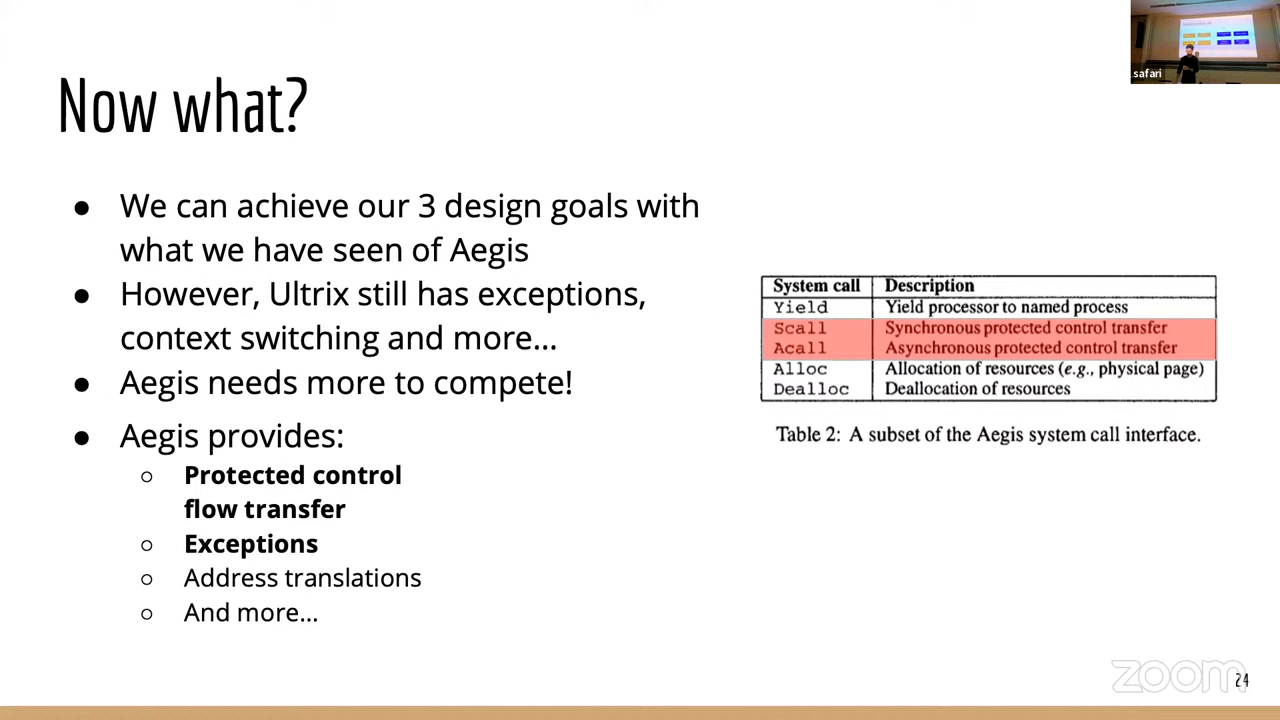 safari
Now what?
● We can achieve our 3 design goals with
what we have seen of Aegis
● However, Ultrix still has exceptions,
context switching and more...
● Aegis needs more to compete!
● Aegis provides:
○ Protected control
flow transfer
○ Exceptions
○ Address translations
○ And more...
System call Description
Yield Yield processor to named process
Scall Synchronous protected control transfer
Acall Asynchronous protected control transfer
Alloc Allocation of resources (e.g., physical page)
Dealloc Deallocation of resources
Table 2: A subset of the Aegis system call interface.
zoom
24